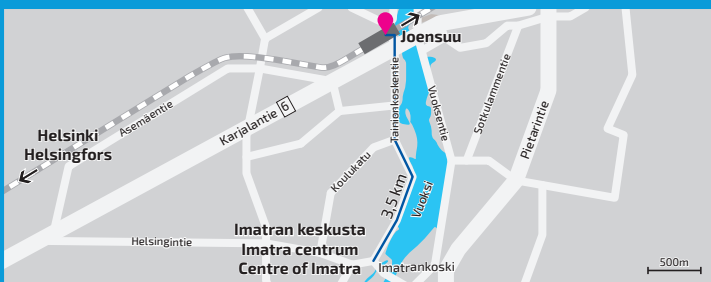 Joensuu
Tainionkoskentie
Vuoksentie
Sotkulammentie
Pietarintie
Asemäentie
Karjalantie 6
Helsinki
Helsingfors
Koulukatu
3,5 km
Vuoksi
Imatran keskusta
Imatra centrum
Centre of Imatra
Helsingintie
Imatrankoski
500m